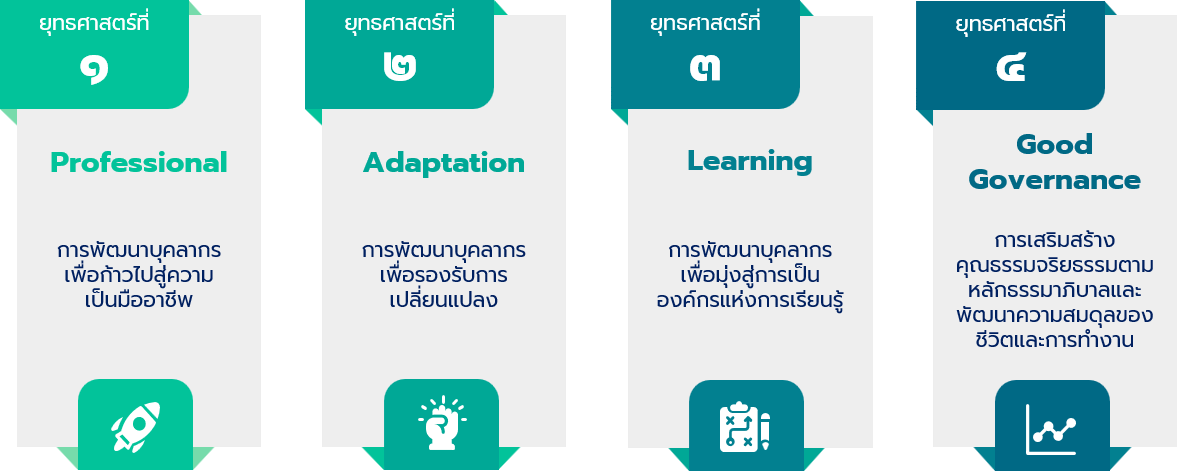 ยุทธศาสตร์ที่
๑
Professional
การพัฒนาบุคลากร
เพื่อก้าวไปสู่ความ
เป็นมืออาชีพ
ยุทธศาสตร์ที่
๒
Adaptation
การพัฒนาบุคลากร
เพื่อรองรับการ
เปลี่ยนแปลง
ยุทธศาสตร์ที่
๓
Learning
การพัฒนาบุคลากร
เพื่อมุ่งสู่การเป็น
องค์กรแห่งการเรียนรู้
ยุทธศาสตร์ที่
๔
Good
Governance
การเสริมสร้าง
คุณธรรมจริยธรรมตาม
หลักธรรมาภิบาลและ
พัฒนาความสมดุลของ
ชีวิตและการทำงาน